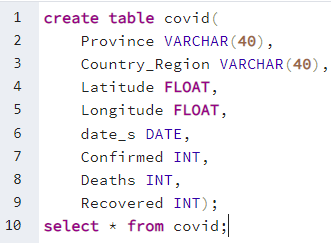 1 create table covid(
2 Province VARCHAR(40),
3 Country_Region VARCHAR(40),
4 Latitude FLOAT,
5 Longitude FLOAT,
6 date_s DATE,
7 Confirmed INT,
8 Deaths INT,
9 Recovered INT);
10 select * from covid;